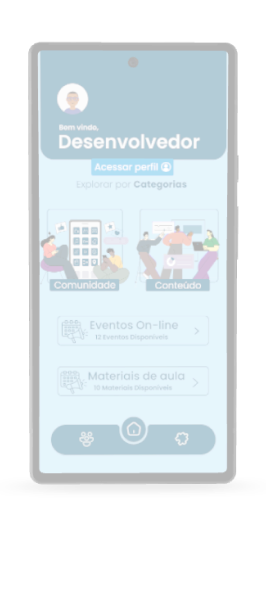 Bem vindo,
Desenvolvedor
Acessar perfil
Explorar por Categorias
Comunidade
Conteúdo
Eventos On-line
12 Eventos Disponíveis
Materiais de aula
12 Materiais Disponíveis